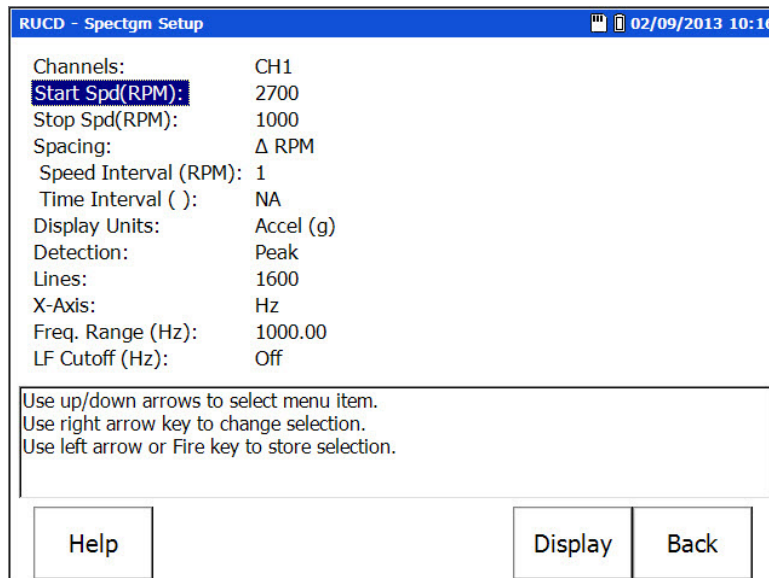 RUCD - Spectgm Setup 02/09/2013 10:16
Channels: CH1
Start Spd(RPM): 2700
Stop Spd(RPM): 1000
Spacing: Δ RPM
Speed Interval (RPM): 1
Time Interval ( ): NA
Display Units: Accel (g)
Detection: Peak
Lines: 1600
X-Axis: Hz
Freq. Range (Hz): 1000.00
LF Cutoff (Hz): Off
Use up/down arrows to select menu item.
Use right arrow key to change selection.
Use left arrow or Fire key to store selection.
Help Display Back